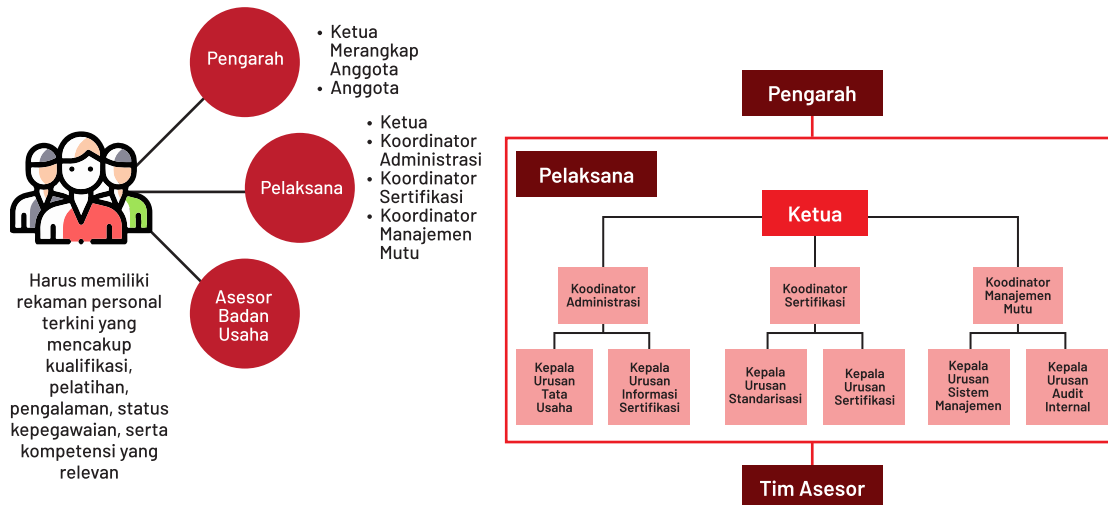 Pengarah
• Ketua
Merangkap
Anggota
• Anggota
Pelaksana
• Ketua
• Koordinator
Administrasi
• Koordinator
Sertifikasi
• Koordinator
Manajemen
Mutu
Asesor
Badan
Usaha
Harus memiliki
rekaman personal
terkini yang
mencakup
kualifikasi,
pelatihan,
pengalaman, status
kepegawaian, serta
kompetensi yang
relevan
Pengarah
Pelaksana
Ketua
Koodinator
Administrasi
Koodinator
Sertifikasi
Koodinator
Manajemen
Mutu
Kepala
Urusan
Tata
Usaha
Kepala
Urusan
Informasi
Sertifikasi
Kepala
Urusan
Standarisasi
Kepala
Urusan
Sertifikasi
Kepala
Urusan
Sistem
Manajemen
Kepala
Urusan
Audit
Internal
Tim Asesor